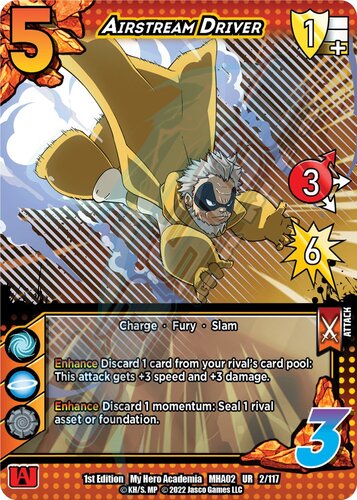 5
AIRSTREAM DRIVER
1
+
3
6
ATTACK
Charge • Fury • Slam
Enhance Discard 1 card from your rival's card pool:
This attack gets +3 speed and +3 damage.
Enhance Discard 1 momentum: Seal 1 rival
asset or foundation.
3
1st Edition My Hero Academia MHA02 UR 2/117
© KH/S. MP © 2022 Jasco Games LLC